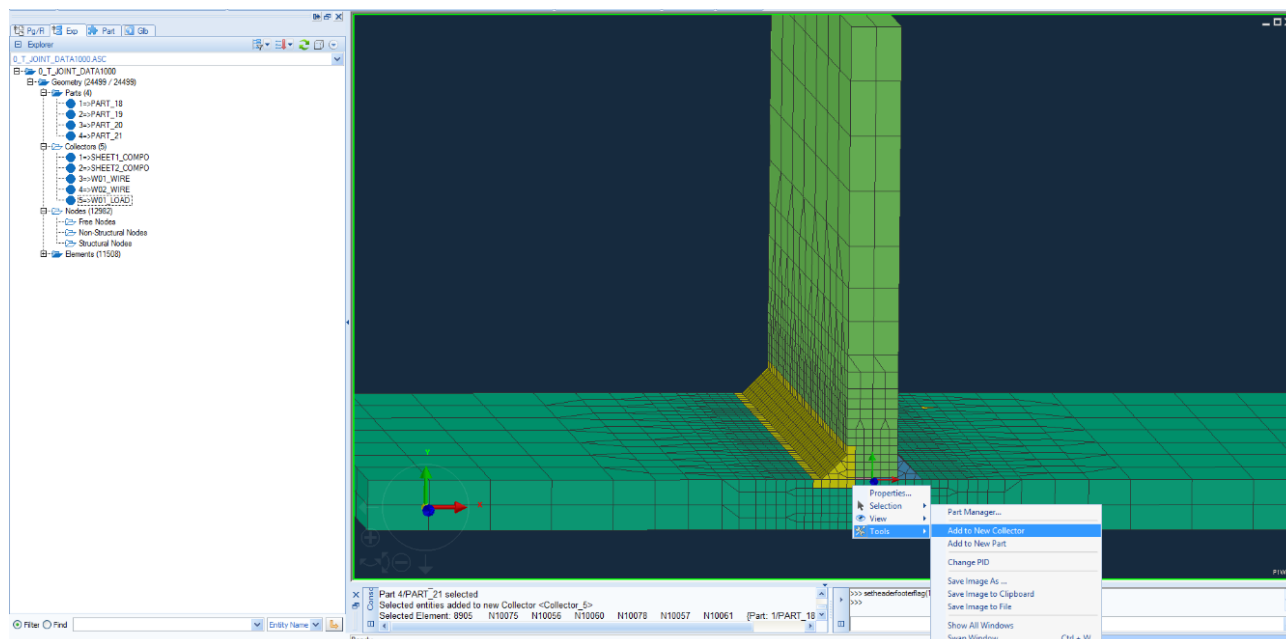 Pg/R Exp Part Glb
Explorer
0_T_JOINT_DATA1000.ASC
0_T_JOINT_DATA1000
Geometry (24499 / 24499)
Parts (4)
1=>PART_18
2=>PART_19
3=>PART_20
4=>PART_21
Collectors (5)
1=>SHEET1_COMPO
2=>SHEET2_COMPO
3=>W01_WIRE
4=>W02_WIRE
5=>W01_LOAD
Nodes (12982)
Free Nodes
Non-Structural Nodes
Structural Nodes
Elements (11508)
Y
X
Properties...
Selection
View
Tools
Part Manager...
Add to New Collector
Add to New Part
Change PID
Save Image As ...
Save Image to Clipboard
Save Image to File
Show All Windows
Swap Window Ctrl + W
Part 4/PART_21 selected
Selected entities added to new Collector <Collector_5>
Selected Element: 8905 N10075 N10056 N10060 N10078 N10057 N10061 {Part: 1/PART_18
>>> setheaderfooterflag(
>>>
Filter Find
Entity Name